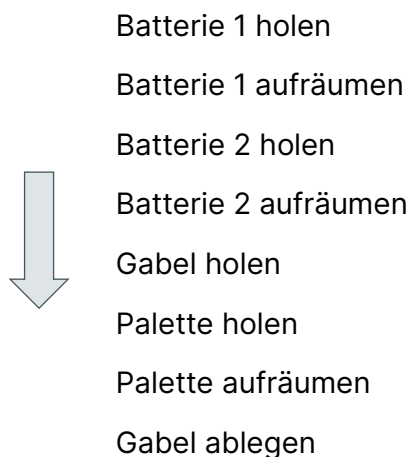 Batterie 1 holen
Batterie 1 aufräumen
Batterie 2 holen
Batterie 2 aufräumen
Gabel holen
Palette holen
Palette aufräumen
Gabel ablegen